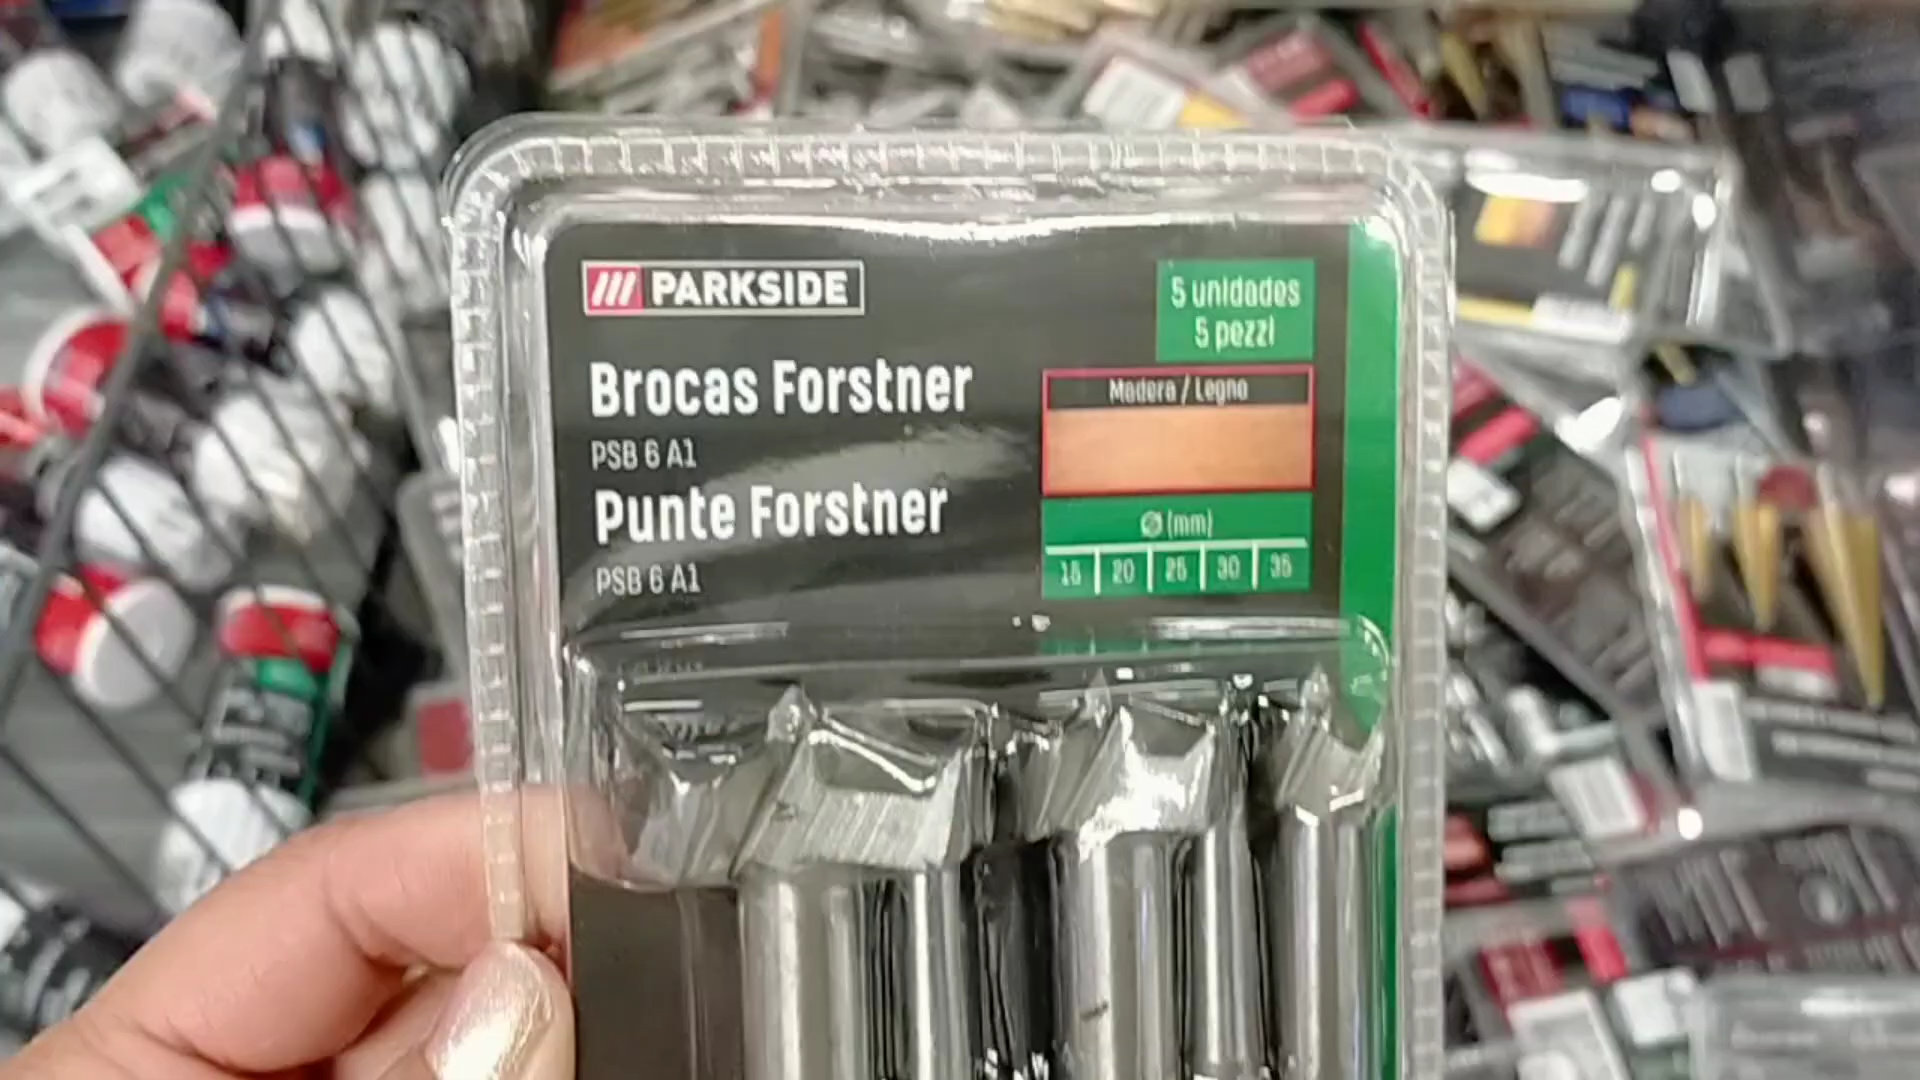 /// PARKSIDE
5 unidades
5 pezzi
Brocas Forstner
PSB 6 A1
Punte Forstner
PSB 6 A1
Madera / Legno
Ø (mm)
15 20 25 30 35